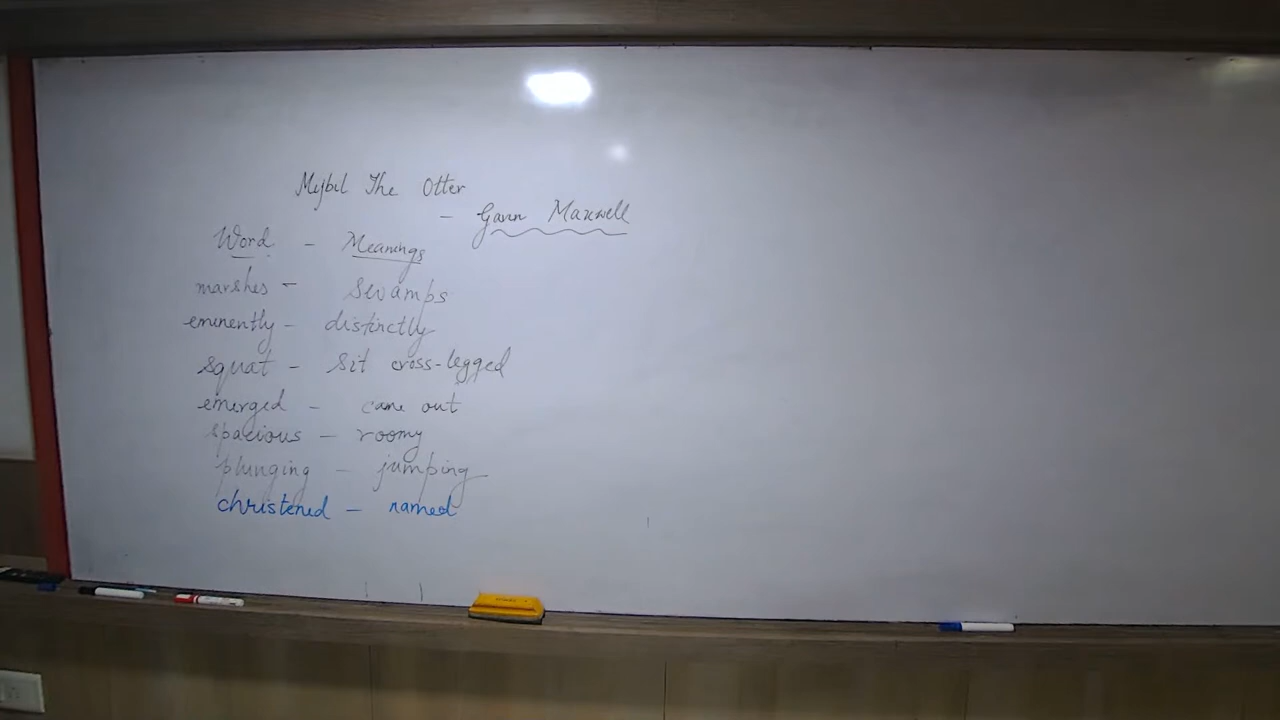 Mijbil The Otter
- Gavin Maxwell
Word - Meanings
marshes - swamps
eminently - distinctly
squat - sit cross-legged
emerged - came out
spacious - roomy
plunging - jumping
christened - named